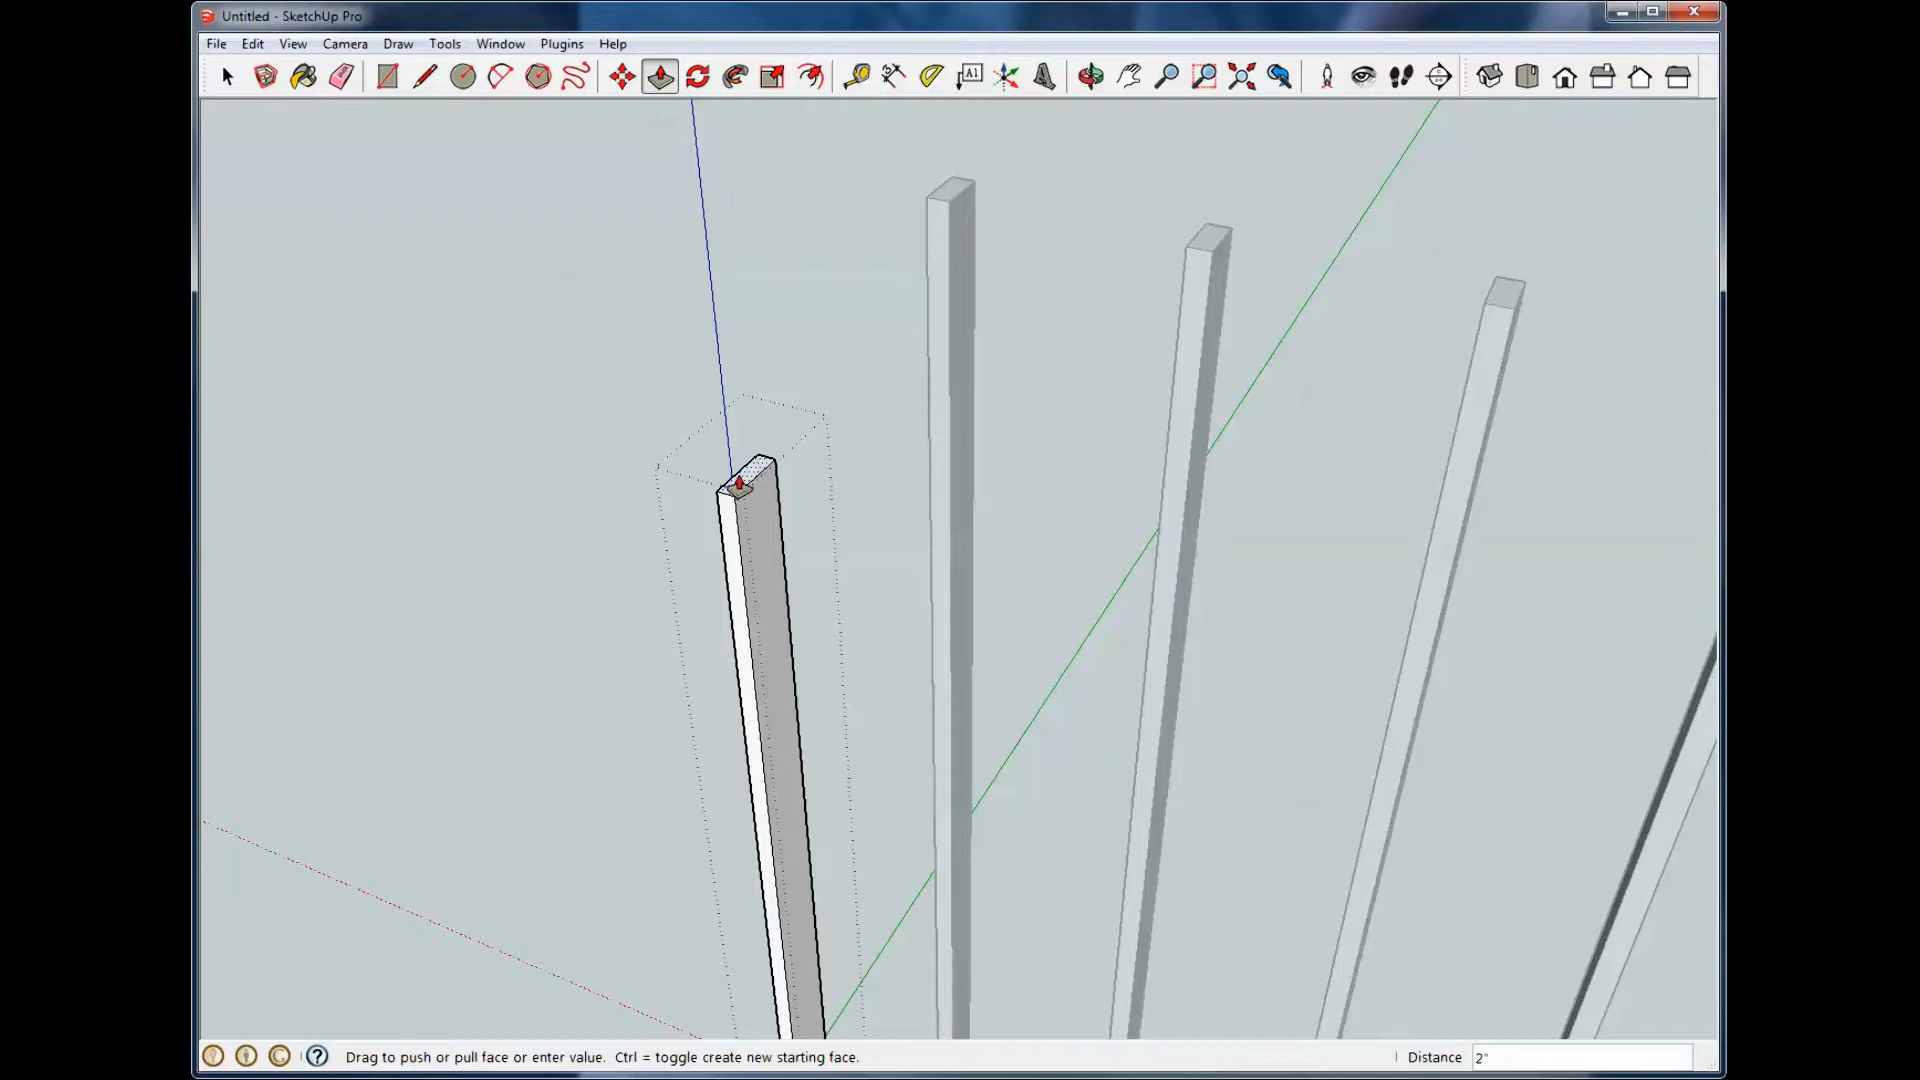 Untitled - SketchUp Pro
File Edit View Camera Draw Tools Window Plugins Help
A1
Drag to push or pull face or enter value. Ctrl = toggle create new starting face. Distance 2"